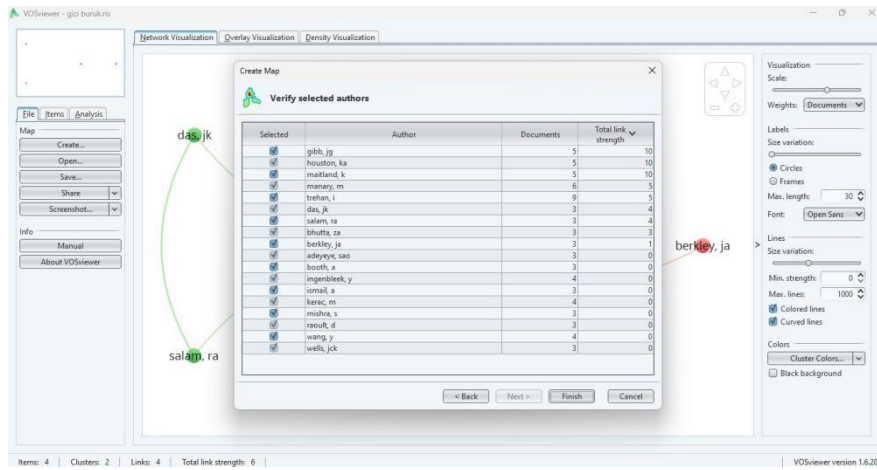 VOSviewer - gizi buruk.ris
Network Visualization Overlay Visualization Density Visualization
File Items Analysis
Map
Create...
Open...
Save...
Share
Screenshot...
Info
Manual
About VOSviewer
das, jk
salam, ra
berkley, ja
Create Map
Verify selected authors
Selected Author Documents Total link strength
gibb, jg 5 10
houston, ka 5 10
maitland, k 5 10
manary, m 6 5
trehan, i 9 5
das, jk 3 4
salam, ra 3 4
bhutta, za 3 3
berkley, ja 3 1
adeyeye, sao 3 0
booth, a 3 0
ingenbleek, y 4 0
ismail, a 3 0
kerac, m 4 0
mishra, s 3 0
raoult, d 3 0
wang, y 4 0
wells, jck 3 0
< Back Next > Finish Cancel
Visualization
Scale:
Weights: Documents
Labels
Size variation:
Circles
Frames
Max. length: 30
Font: Open Sans
Lines
Size variation:
Min. strength: 0
Max. lines: 1000
Colored lines
Curved lines
Colors
Cluster Colors...
Black background
Items: 4 Clusters: 2 Links: 4 Total link strength: 6 VOSviewer version 1.6.20